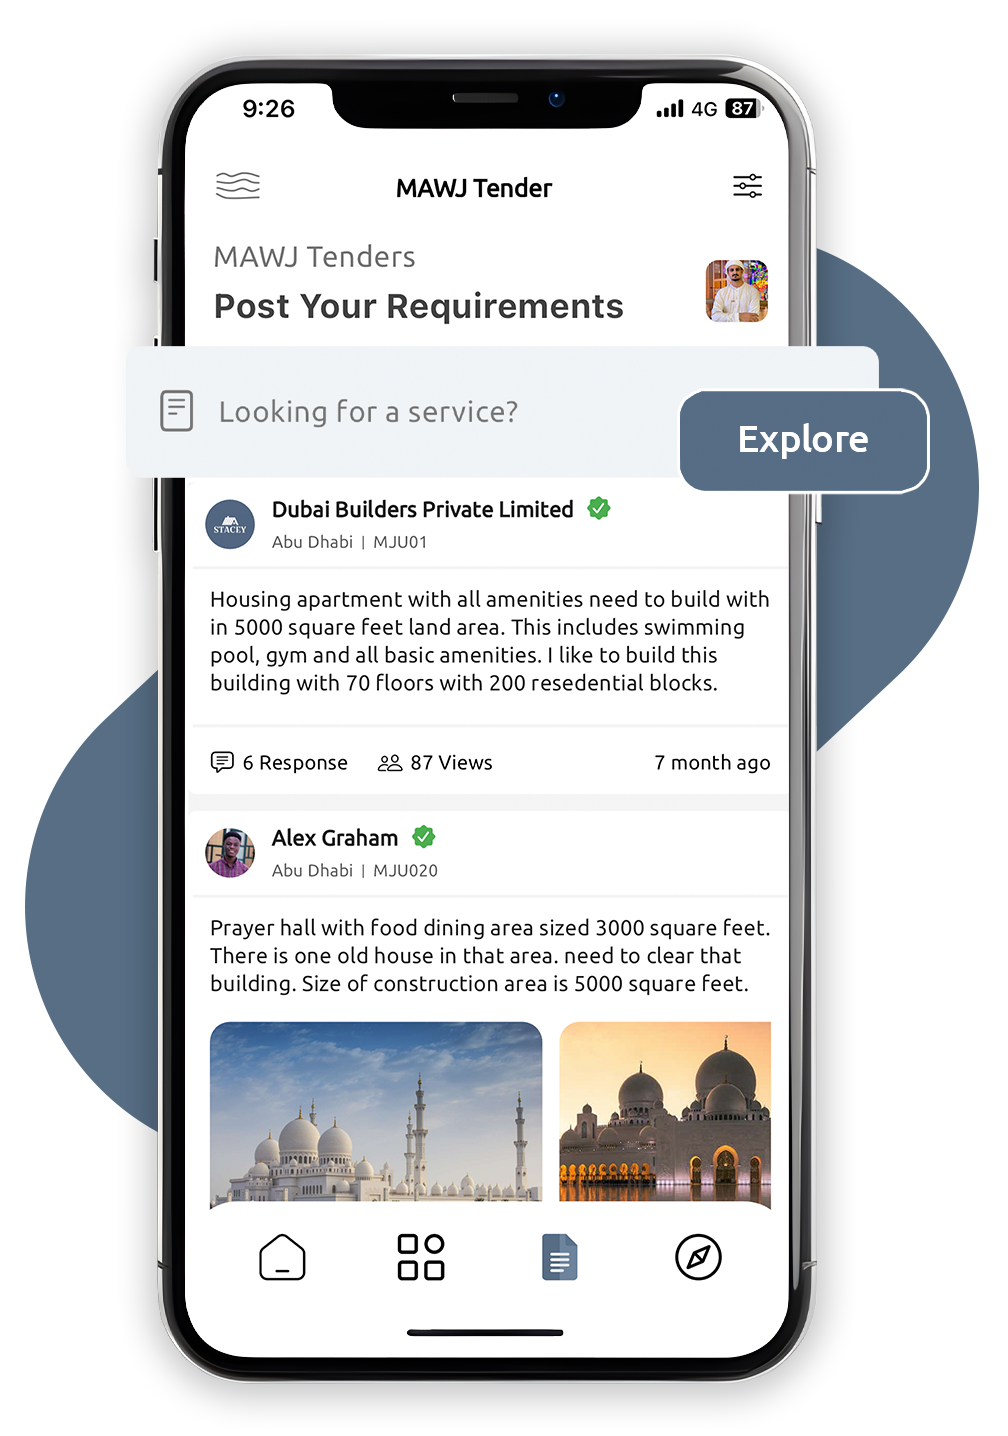 9:26
4G 87
MAWJ Tender
MAWJ Tenders
Post Your Requirements
Looking for a service?
Explore
STACEY
Dubai Builders Private Limited
Abu Dhabi | MJU01
Housing apartment with all amenities need to build with
in 5000 square feet land area. This includes swimming
pool, gym and all basic amenities. I like to build this
building with 70 floors with 200 resedential blocks.
6 Response 87 Views 7 month ago
Alex Graham
Abu Dhabi | MJU020
Prayer hall with food dining area sized 3000 square feet.
There is one old house in that area. need to clear that
building. Size of construction area is 5000 square feet.